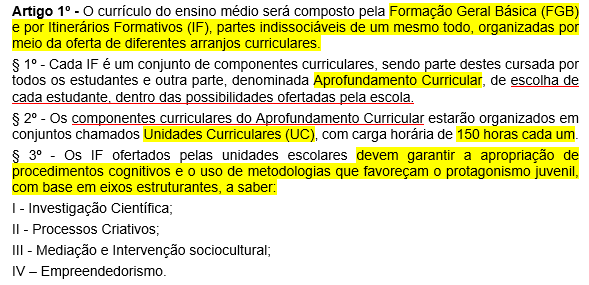 Artigo 1º - O currículo do ensino médio será composto pela Formação Geral Básica (FGB)
e por Itinerários Formativos (IF), partes indissociáveis de um mesmo todo, organizadas por
meio da oferta de diferentes arranjos curriculares.
§ 1º - Cada IF é um conjunto de componentes curriculares, sendo parte destes cursada por
todos os estudantes e outra parte, denominada Aprofundamento Curricular, de escolha de
cada estudante, dentro das possibilidades ofertadas pela escola.
§ 2º - Os componentes curriculares do Aprofundamento Curricular estarão organizados em
conjuntos chamados Unidades Curriculares (UC), com carga horária de 150 horas cada um.
§ 3º - Os IF ofertados pelas unidades escolares devem garantir a apropriação de
procedimentos cognitivos e o uso de metodologias que favoreçam o protagonismo juvenil,
com base em eixos estruturantes, a saber:
I - Investigação Científica;
II - Processos Criativos;
III - Mediação e Intervenção sociocultural;
IV – Empreendedorismo.